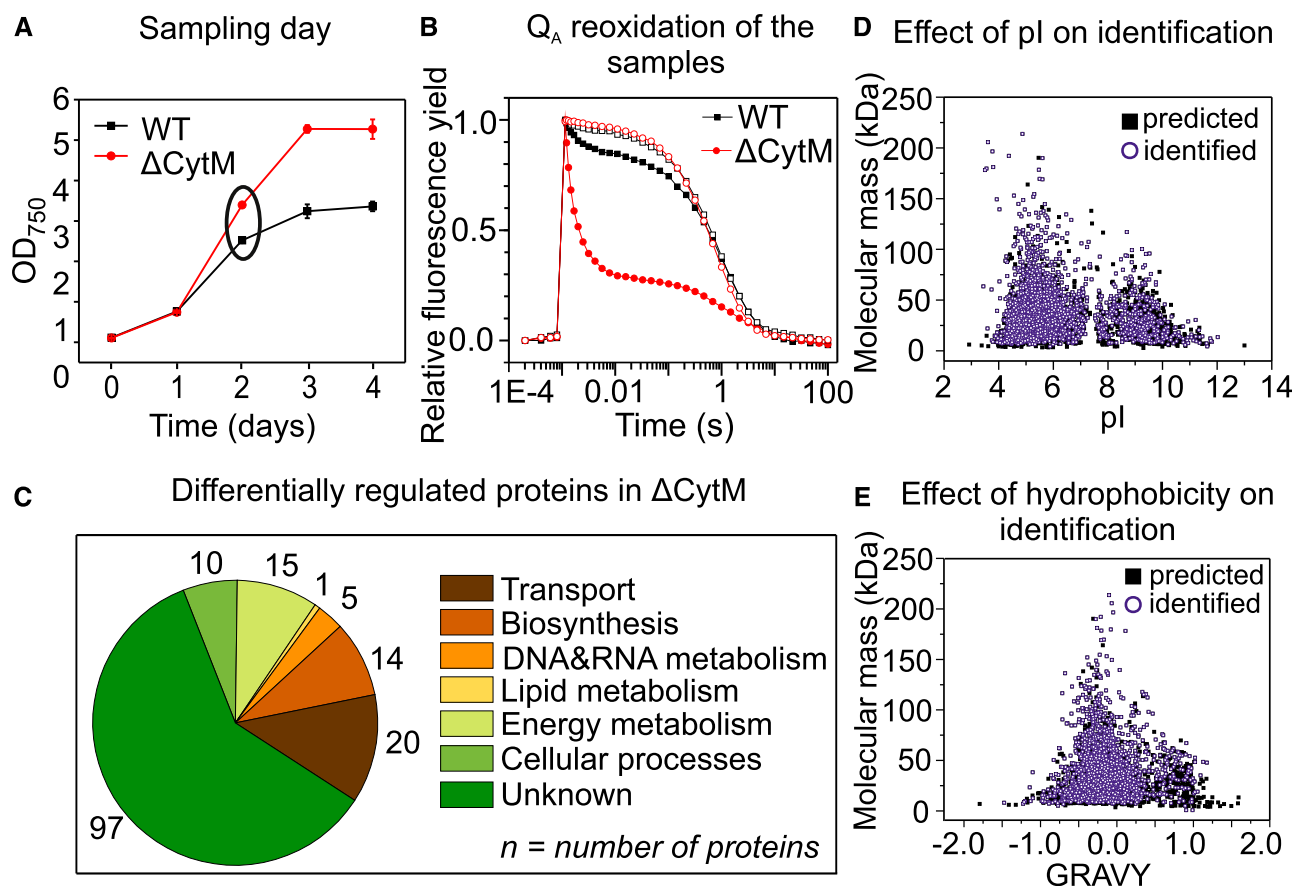 A
Sampling day
OD750
6
5
4
3
2
1
0
WT
ΔCytM
0 1 2 3 4
Time (days)
B
QA reoxidation of the
samples
Relative fluorescence yield
1.0
0.5
0.0
WT
ΔCytM
1E-4 0.01 1 100
Time (s)
D
Effect of pI on identification
Molecular mass (kDa)
250
200
150
100
50
0
predicted
identified
2 4 6 8 10 12 14
pI
C
Differentially regulated proteins in ΔCytM
10
15
1
5
14
20
97
Transport
Biosynthesis
DNA&RNA metabolism
Lipid metabolism
Energy metabolism
Cellular processes
Unknown
n = number of proteins
E
Effect of hydrophobicity on
identification
Molecular mass (kDa)
250
200
150
100
50
0
predicted
identified
-2.0 -1.0 0.0 1.0 2.0
GRAVY